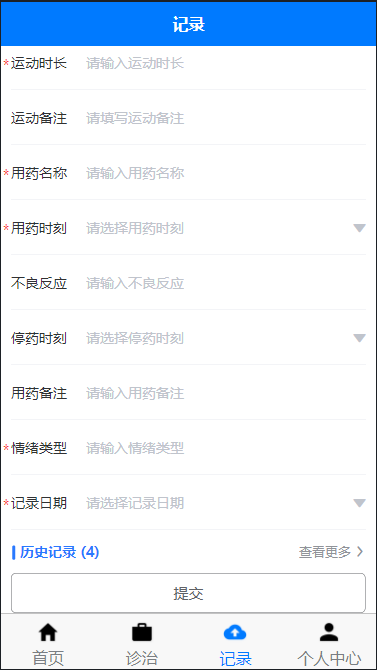 记录
*运动时长 请输入运动时长
运动备注 请填写运动备注
*用药名称 请输入用药名称
*用药时刻 请选择用药时刻
不良反应 请输入不良反应
停药时刻 请选择停药时刻
用药备注 请输入用药备注
*情绪类型 请输入情绪类型
*记录日期 请选择记录日期
历史记录 (4) 查看更多
提交
首页 诊治 记录 个人中心